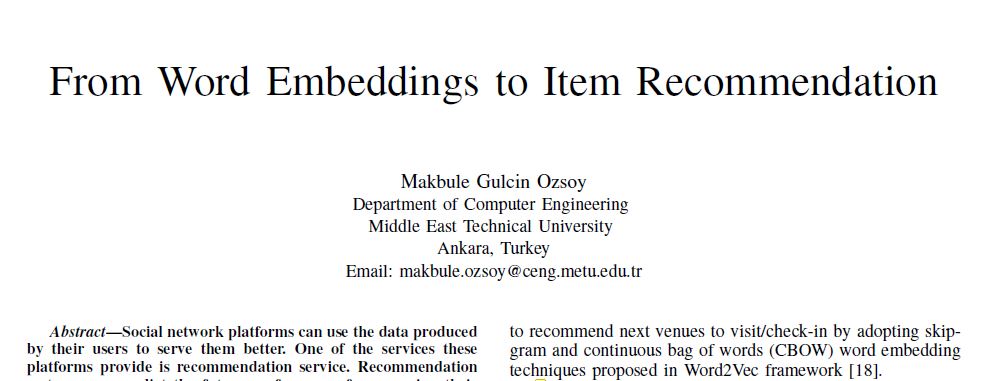 From Word Embeddings to Item Recommendation
Makbule Gulcin Ozsoy
Department of Computer Engineering
Middle East Technical University
Ankara, Turkey
Email: makbule.ozsoy@ceng.metu.edu.tr
Abstract—Social network platforms can use the data produced
by their users to serve them better. One of the services these
platforms provide is recommendation service. Recommendation
to recommend next venues to visit/check-in by adopting skip-
gram and continuous bag of words (CBOW) word embedding
techniques proposed in Word2Vec framework [18].